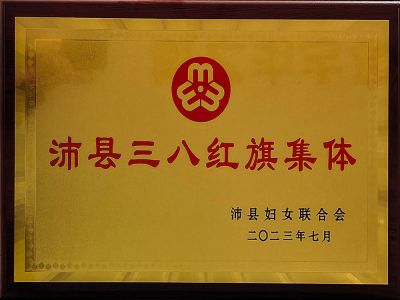 沛县三八红旗集体
沛县妇女联合会
二〇二三年七月